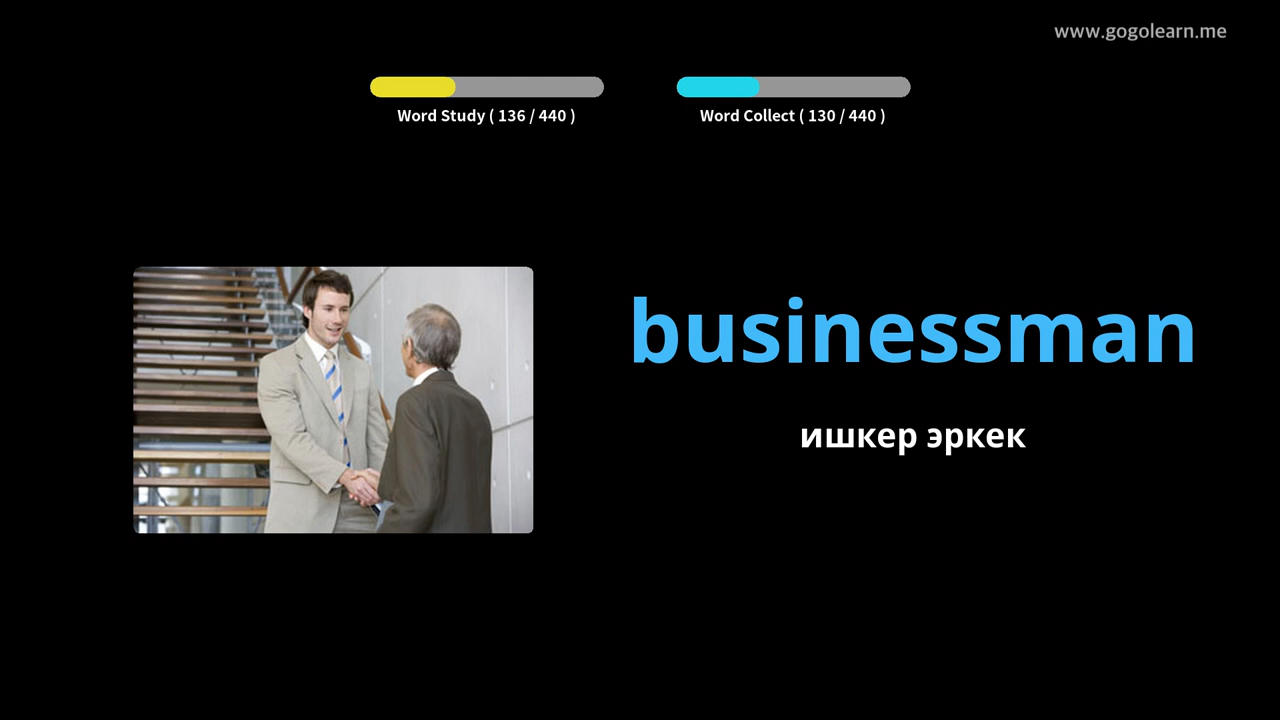 www.gogolearn.me
Word Study ( 136 / 440 )
Word Collect ( 130 / 440 )
businessman
ишкер эркек